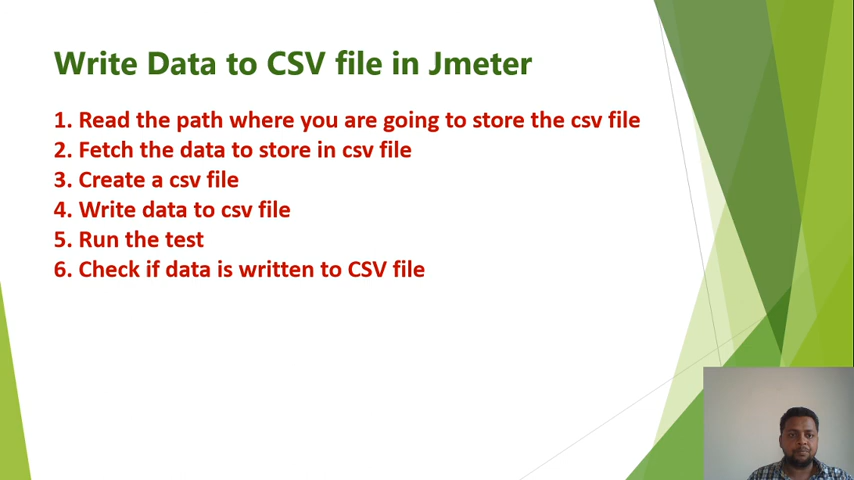 Write Data to CSV file in Jmeter
1. Read the path where you are going to store the csv file
2. Fetch the data to store in csv file
3. Create a csv file
4. Write data to csv file
5. Run the test
6. Check if data is written to CSV file